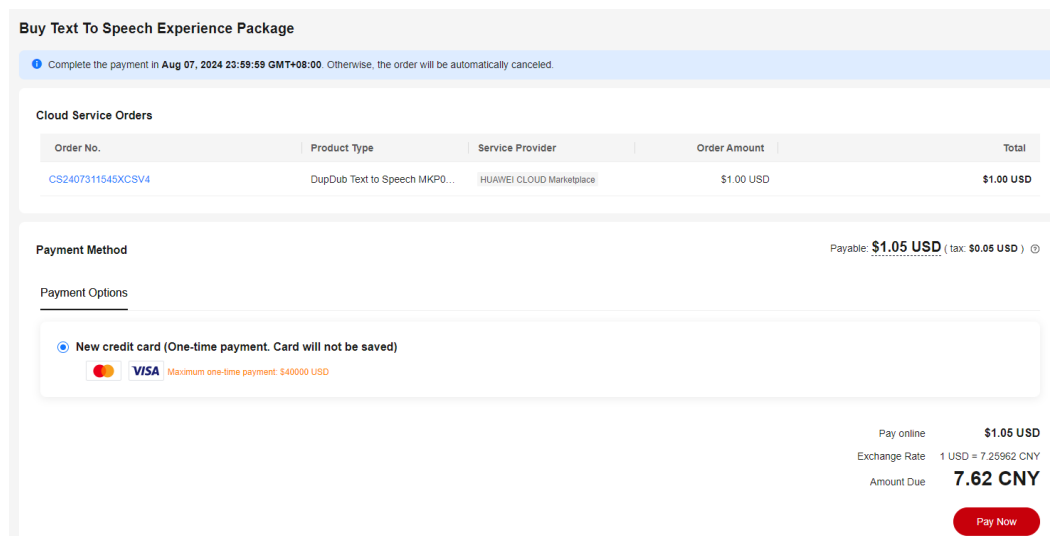 Buy Text To Speech Experience Package
Complete the payment in Aug 07, 2024 23:59:59 GMT+08:00. Otherwise, the order will be automatically canceled.
Cloud Service Orders
Order No. Product Type Service Provider Order Amount Total
CS2407311545XCSV4 DupDub Text to Speech MKP0... HUAWEI CLOUD Marketplace $1.00 USD $1.00 USD
Payment Method Payable: $1.05 USD ( tax: $0.05 USD )
Payment Options
New credit card (One-time payment. Card will not be saved)
VISA Maximum one-time payment: $40000 USD
Pay online $1.05 USD
Exchange Rate 1 USD = 7.25962 CNY
Amount Due 7.62 CNY
Pay Now